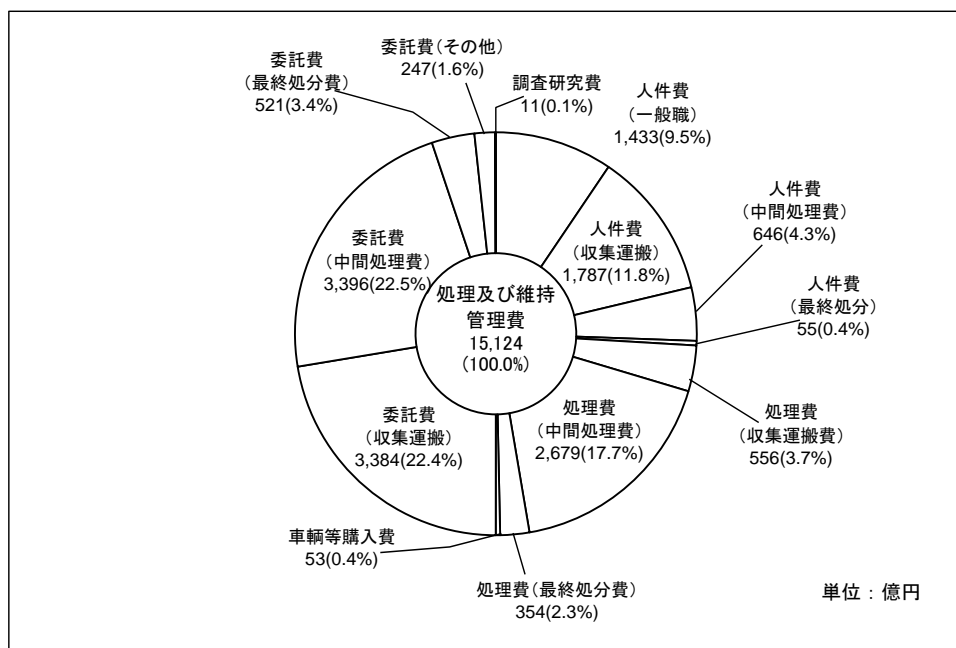 委託費
（最終処分費）
521(3.4%)
委託費（その他）
247(1.6%)
調査研究費
11(0.1%)
人件費
（一般職）
1,433(9.5%)
人件費
（中間処理費）
646(4.3%)
人件費
（収集運搬）
1,787(11.8%)
人件費
（最終処分）
55(0.4%)
処理費
（収集運搬費）
556(3.7%)
処理費
（中間処理費）
2,679(17.7%)
処理費（最終処分費）
354(2.3%)
車輌等購入費
53(0.4%)
委託費
（収集運搬）
3,384(22.4%)
委託費
（中間処理費）
3,396(22.5%)
処理及び維持
管理費
15,124
(100.0%)
単位：億円